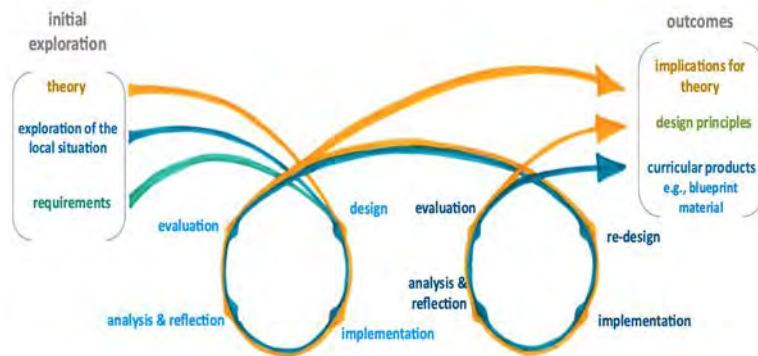 initial
exploration
theory
exploration of the
local situation
requirements
evaluation
design
analysis & reflection
implementation
evaluation
re-design
analysis &
reflection
implementation
outcomes
implications for
theory
design principles
curricular products
e.g., blueprint
material